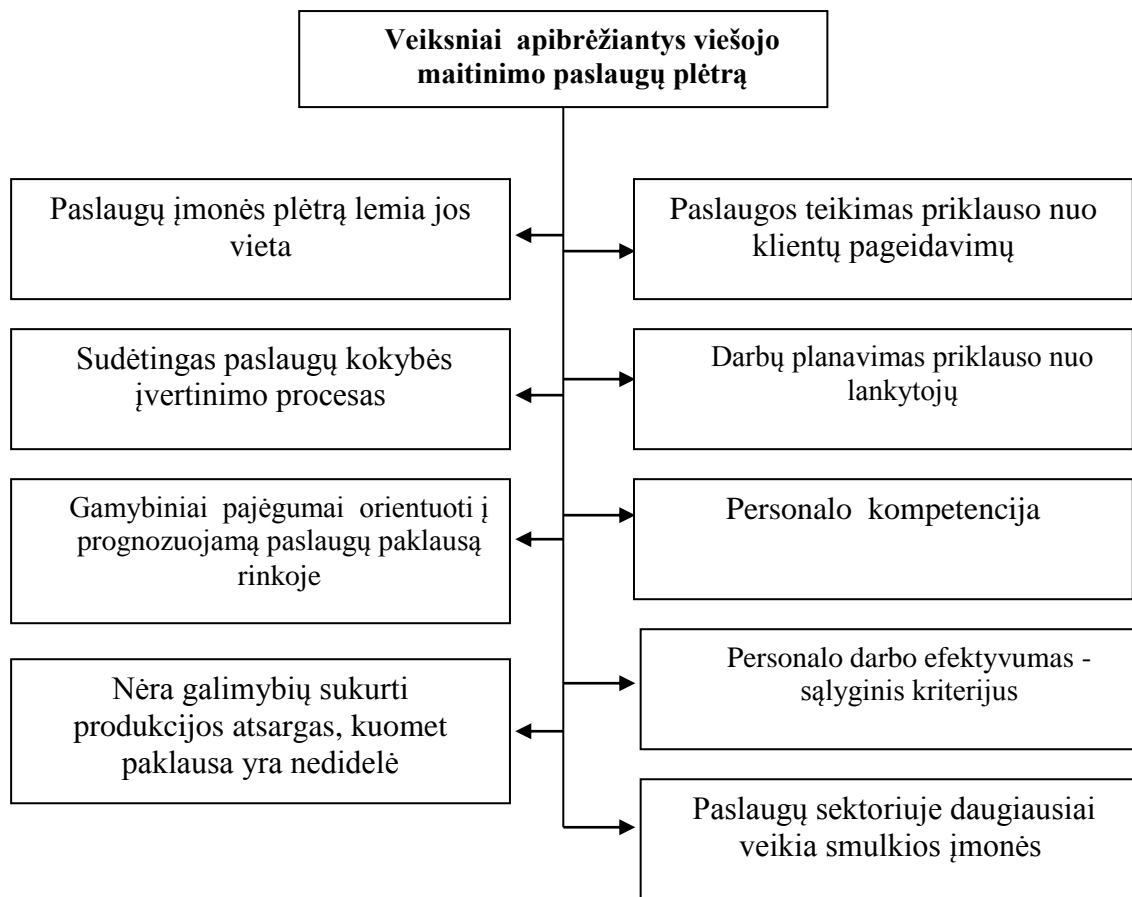 Veiksniai apibrėžiantys viešojo
maitinimo paslaugų plėtrą
Paslaugų įmonės plėtrą lemia jos
vieta
Paslaugos teikimas priklauso nuo
klientų pageidavimų
Sudėtingas paslaugų kokybės
įvertinimo procesas
Darbų planavimas priklauso nuo
lankytojų
Gamybiniai pajėgumai orientuoti į
prognozuojamą paslaugų paklausą
rinkoje
Personalo kompetencija
Nėra galimybių sukurti
produkcijos atsargas, kuomet
paklausa yra nedidelė
Personalo darbo efektyvumas -
sąlyginis kriterijus
Paslaugų sektoriuje daugiausiai
veikia smulkios įmonės